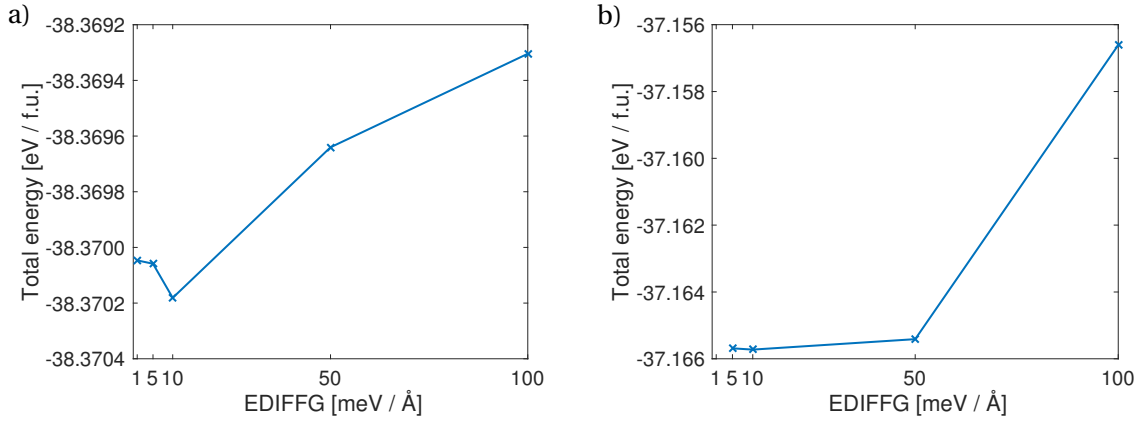 a)
-38.3692
-38.3694
-38.3696
-38.3698
-38.3700
-38.3702
-38.3704
Total energy [eV / f.u.]
1 5 10 50 100
EDIFFG [meV / Å]
b)
-37.156
-37.158
-37.160
-37.162
-37.164
-37.166
Total energy [eV / f.u.]
1 5 10 50 100
EDIFFG [meV / Å]